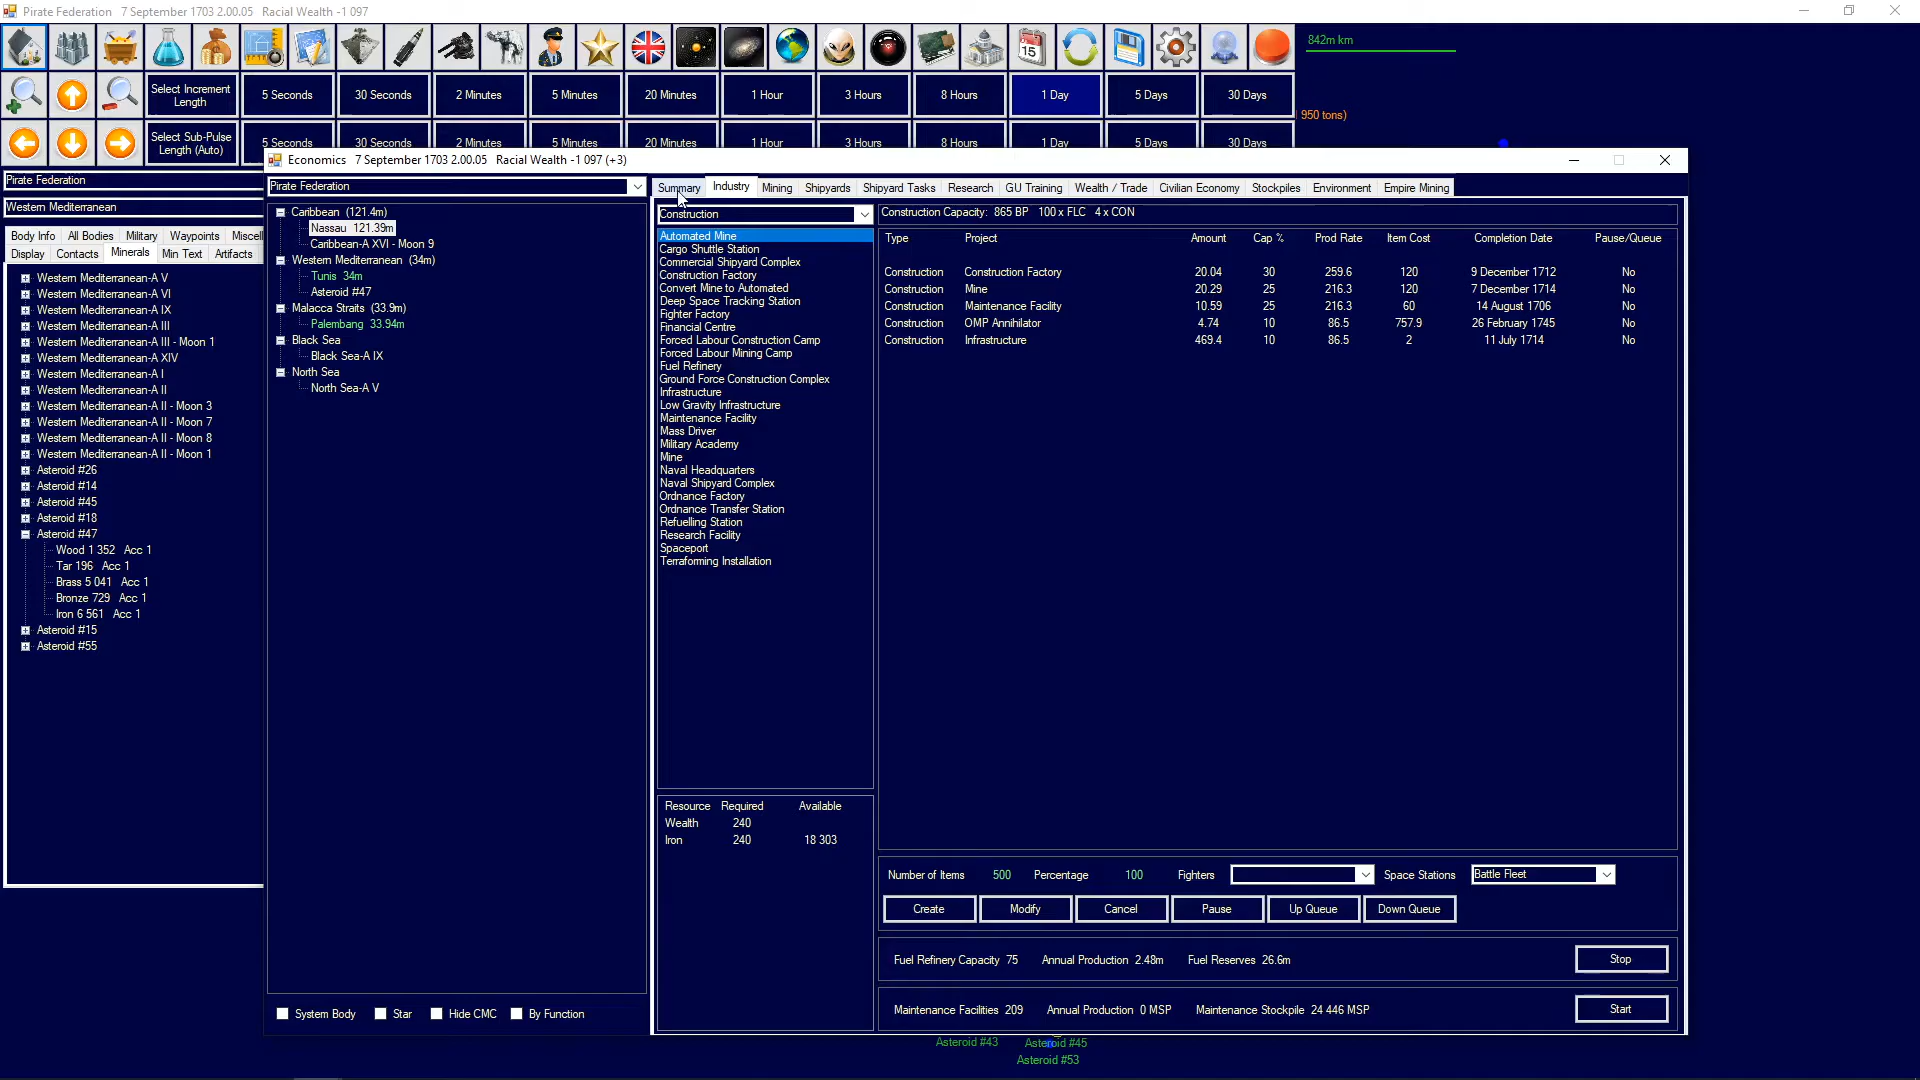 Pirate Federation   7 September 1703 2.00.05   Racial Wealth -1 097
842m km
15
Select Increment Length
5 Seconds
30 Seconds
2 Minutes
5 Minutes
20 Minutes
1 Hour
3 Hours
8 Hours
1 Day
5 Days
30 Days
950 tons)
Select Sub-Pulse Length (Auto)
5 Seconds
30 Seconds
2 Minutes
5 Minutes
20 Minutes
1 Hour
3 Hours
8 Hours
1 Day
5 Days
30 Days
Pirate Federation
Western Mediterranean
Body Info   All Bodies   Military   Waypoints   Miscell
Display   Contacts   Minerals   Min Text   Artifacts
Western Mediterranean-A V
Western Mediterranean-A VI
Western Mediterranean-A IX
Western Mediterranean-A III
Western Mediterranean-A III - Moon 1
Western Mediterranean-A XIV
Western Mediterranean-A I
Western Mediterranean-A II
Western Mediterranean-A II - Moon 3
Western Mediterranean-A II - Moon 7
Western Mediterranean-A II - Moon 8
Western Mediterranean-A II - Moon 1
Asteroid #26
Asteroid #14
Asteroid #45
Asteroid #18
Asteroid #47
Wood 1 352   Acc 1
Tar 196   Acc 1
Brass 5 041   Acc 1
Bronze 729   Acc 1
Iron 6 561   Acc 1
Asteroid #15
Asteroid #55
Economics   7 September 1703 2.00.05   Racial Wealth -1 097 (+3)
Pirate Federation
Caribbean  (121.4m)
Nassau  121.39m
Caribbean-A XVI - Moon 9
Western Mediterranean  (34m)
Tunis  34m
Asteroid #47
Malacca Straits  (33.9m)
Palembang  33.94m
Black Sea
Black Sea-A IX
North Sea
North Sea-A V
System Body   Star   Hide CMC   By Function
Summary   Industry   Mining   Shipyards   Shipyard Tasks   Research   GU Training   Wealth / Trade   Civilian Economy   Stockpiles   Environment   Empire Mining
Construction
Automated Mine
Cargo Shuttle Station
Commercial Shipyard Complex
Construction Factory
Convert Mine to Automated
Deep Space Tracking Station
Fighter Factory
Financial Centre
Forced Labour Construction Camp
Forced Labour Mining Camp
Fuel Refinery
Ground Force Construction Complex
Infrastructure
Low Gravity Infrastructure
Maintenance Facility
Mass Driver
Military Academy
Mine
Naval Headquarters
Naval Shipyard Complex
Ordnance Factory
Ordnance Transfer Station
Refuelling Station
Research Facility
Spaceport
Terraforming Installation
Resource   Required   Available
Wealth   240
Iron   240   18 303
Construction Capacity:  865 BP   100 x FLC   4 x CON
Type   Project   Amount   Cap %   Prod Rate   Item Cost   Completion Date   Pause/Queue
Construction   Construction Factory   20.04   30   259.6   120   9 December 1712   No
Construction   Mine   20.29   25   216.3   120   7 December 1714   No
Construction   Maintenance Facility   10.59   25   216.3   60   14 August 1706   No
Construction   OMP Annihilator   4.74   10   86.5   757.9   26 February 1745   No
Construction   Infrastructure   469.4   10   86.5   2   11 July 1714   No
Number of Items   500   Percentage   100   Fighters   Space Stations   Battle Fleet
Create   Modify   Cancel   Pause   Up Queue   Down Queue
Fuel Refinery Capacity  75   Annual Production  2.48m   Fuel Reserves  26.6m   Stop
Maintenance Facilities  209   Annual Production  0 MSP   Maintenance Stockpile  24 446 MSP   Start
Asteroid #43   Asteroid #45
Asteroid #53